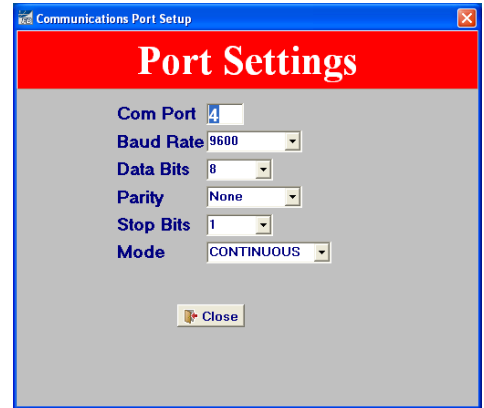 Communications Port Setup
Port Settings
Com Port 4
Baud Rate 9600
Data Bits 8
Parity None
Stop Bits 1
Mode CONTINUOUS
Close